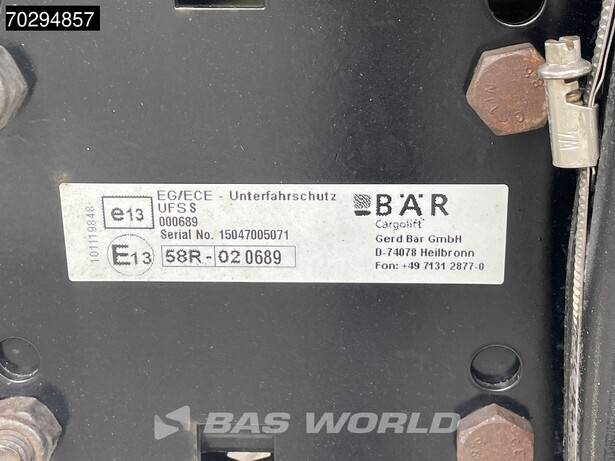 70294857
EG/ECE - Unterfahrschutz
UFS S
e13
000689
Serial No. 15047005071
E13
58R - 02 0689
101119848
BÄR
Cargolift
Gerd Bär GmbH
D-74078 Heilbronn
Fon: +49 7131 2877-0
BAS WORLD